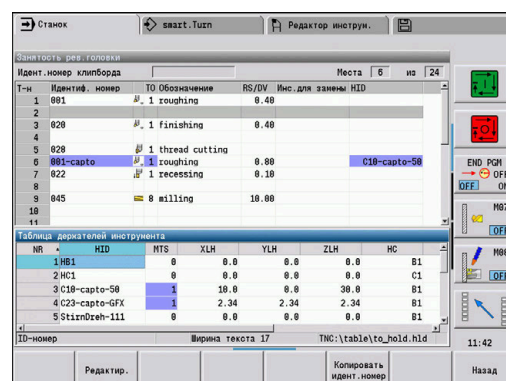 Станок smart.Turn Редактор инструм.
Занятость рев.головки
Идент.номер клипборда Места 6 из 24
Т-н Идентиф. номер ТО Обозначение RS/DV Инс.для замены HID
1 001 1 roughing 0.40
2
3 020 1 finishing 0.40
4
5 028 1 thread cutting
6 001-capto 1 roughing 0.80 C10-capto-50
7 022 1 recessing 0.10
8
9 045 8 milling 10.00
10
11
Таблица держателей инструмента
NR HID MTS XLH YLH ZLH HC
1 HB1 0 0.0 0.0 0.0 B1
2 HC1 0 0.0 0.0 0.0 C1
3 C10-capto-50 1 10.0 0.0 30.0 B1
4 C23-capto-GFX 1 2.34 2.34 2.34 B1
5 StirnDreh-111 0 0.0 0.0 0.0 B1
ID-номер Ширина текста 17 TNC:\table\to_hold.hld
END PGM
OFF
OFF ON
M07
OFF
M08
OFF
11:42
Редактир. Копировать идент.номер Назад